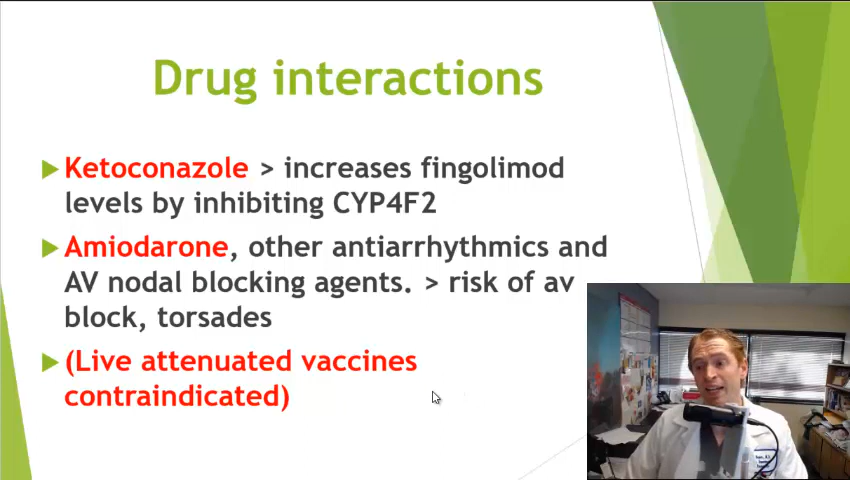 Drug interactions
Ketoconazole > increases fingolimod
levels by inhibiting CYP4F2
Amiodarone, other antiarrhythmics and
AV nodal blocking agents. > risk of av
block, torsades
(Live attenuated vaccines
contraindicated)